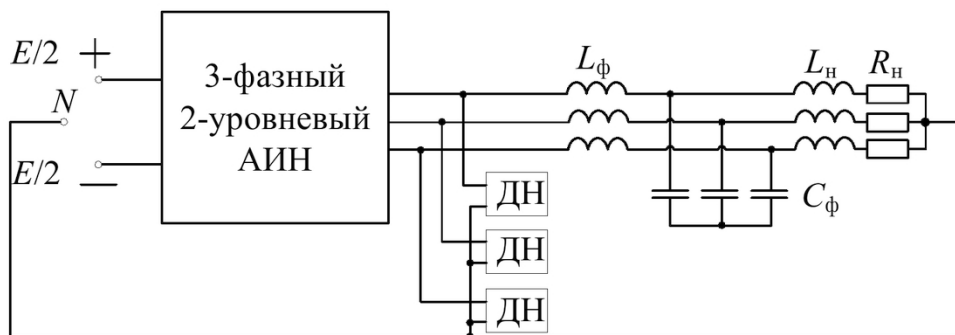 E/2 +
N
E/2 −
3-фазный
2-уровневый
АИН
Lф
Lн Rн
Cф
ДН
ДН
ДН